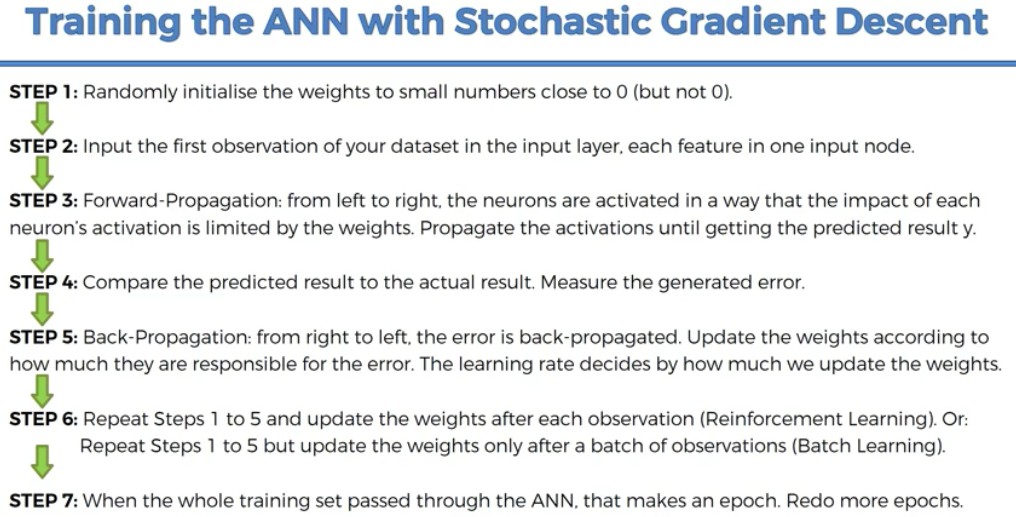 Training the ANN with Stochastic Gradient Descent
STEP 1: Randomly initialise the weights to small numbers close to 0 (but not 0).
STEP 2: Input the first observation of your dataset in the input layer, each feature in one input node.
STEP 3: Forward-Propagation: from left to right, the neurons are activated in a way that the impact of each
neuron's activation is limited by the weights. Propagate the activations until getting the predicted result y.
STEP 4: Compare the predicted result to the actual result. Measure the generated error.
STEP 5: Back-Propagation: from right to left, the error is back-propagated. Update the weights according to
how much they are responsible for the error. The learning rate decides by how much we update the weights.
STEP 6: Repeat Steps 1 to 5 and update the weights after each observation (Reinforcement Learning). Or:
Repeat Steps 1 to 5 but update the weights only after a batch of observations (Batch Learning).
STEP 7: When the whole training set passed through the ANN, that makes an epoch. Redo more epochs.